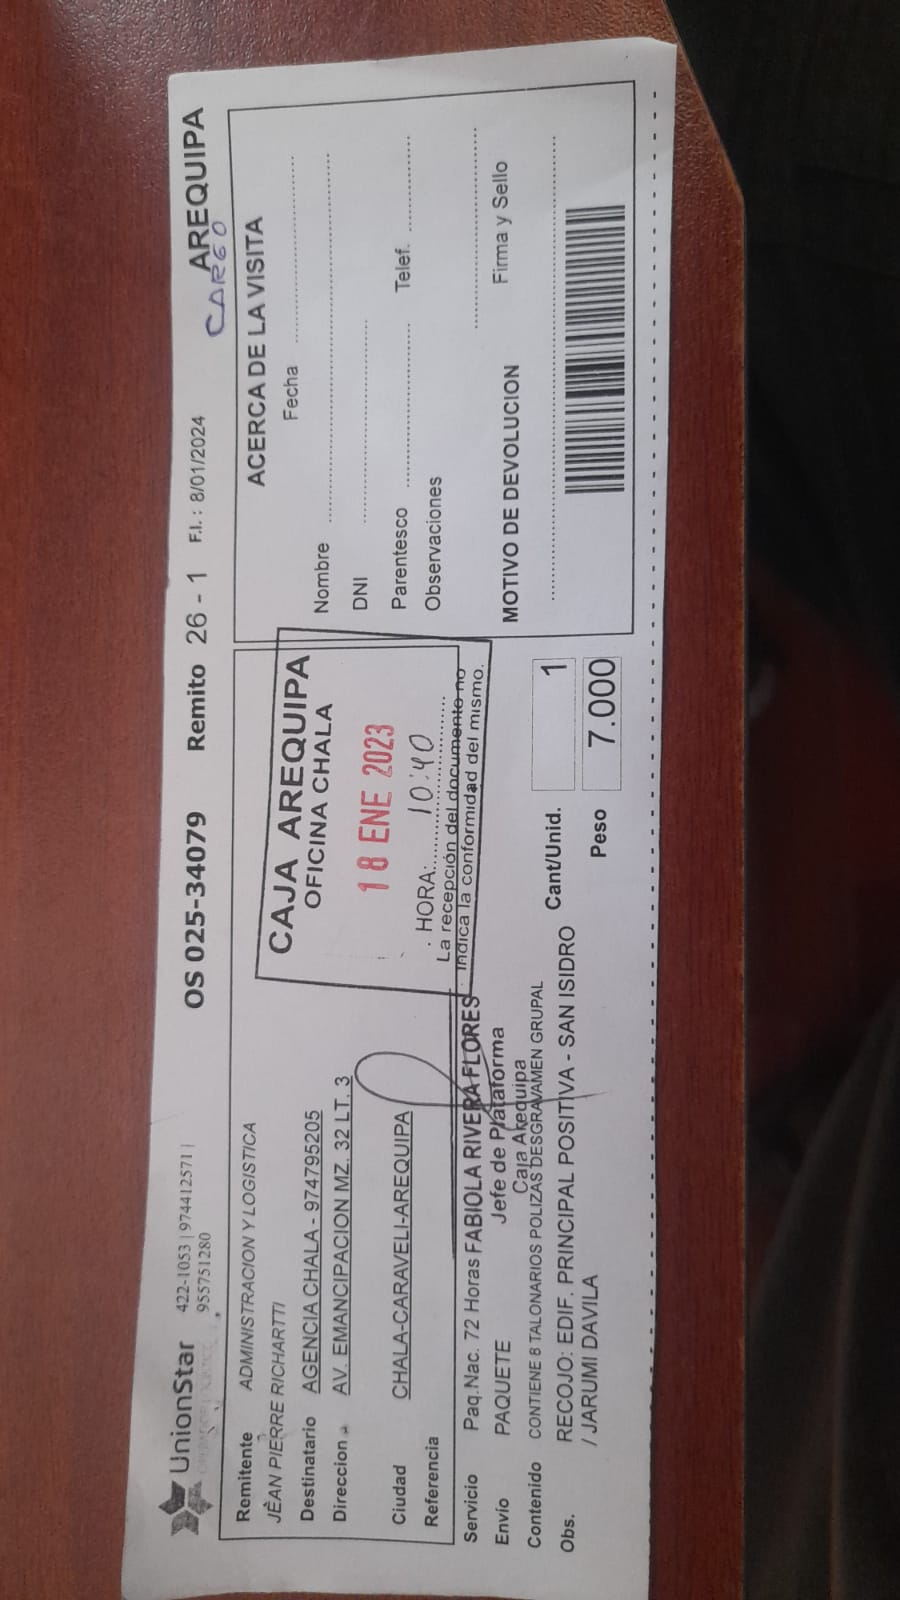 UnionStar
422-1053 | 974412571 |
955751280
OS 025-34079
Remito 26 - 1
F.I. : 8/01/2024
AREQUIPA
CARGO
Remitente ADMINISTRACION Y LOGISTICA
JEAN PIERRE RICHARTTI
Destinatario AGENCIA CHALA - 974795205
Direccion AV. EMANCIPACION MZ. 32 LT. 3
Ciudad CHALA-CARAVELI-AREQUIPA
Referencia
CAJA AREQUIPA
OFICINA CHALA
18 ENE 2023
HORA: 10:40
La recepción del documento no
indica la conformidad del mismo.
Servicio Paq.Nac. 72 Horas
FABIOLA RIVERA FLORES
Jefe de Plataforma
Caja Arequipa
Envío PAQUETE
Contenido CONTIENE 8 TALONARIOS POLIZAS DESGRAVAMEN GRUPAL
Obs. RECOJO: EDIF. PRINCIPAL POSITIVA - SAN ISIDRO
/ JARUMI DAVILA
Cant/Unid. 1
Peso 7.000
ACERCA DE LA VISITA
Fecha
Nombre
DNI
Parentesco Telef.
Observaciones
MOTIVO DE DEVOLUCION Firma y Sello